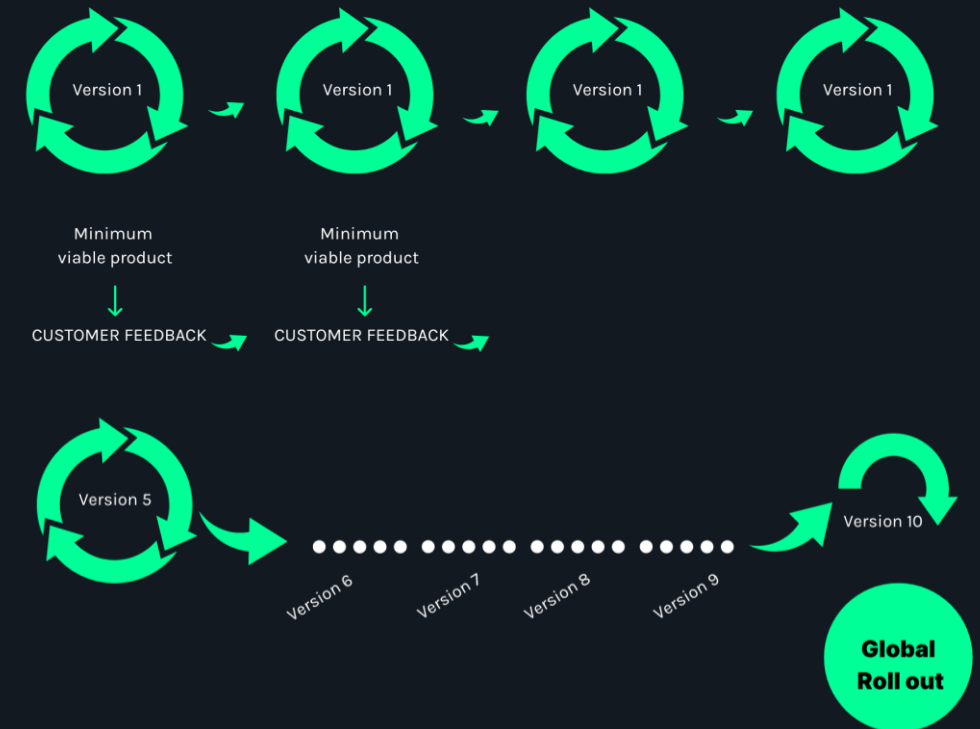 Version 1
Version 1
Version 1
Version 1
Minimum
viable product
Minimum
viable product
CUSTOMER FEEDBACK
CUSTOMER FEEDBACK
Version 5
Version 6
Version 7
Version 8
Version 9
Version 10
Global
Roll out